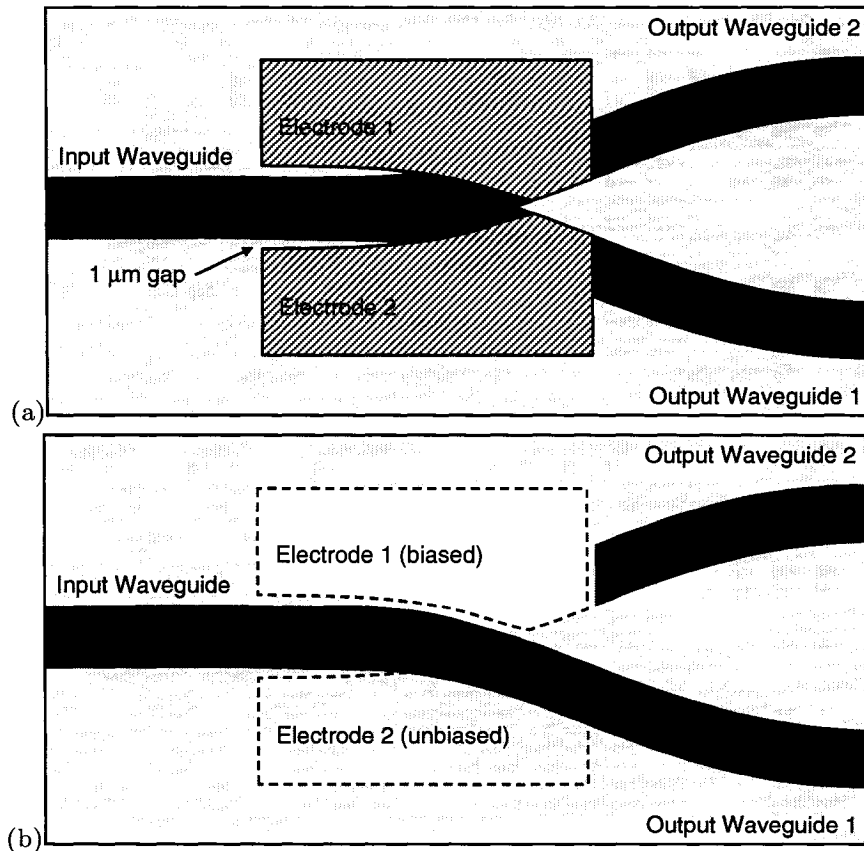 Output Waveguide 2
Electrode 1
Input Waveguide
1 μm gap
Electrode 2
Output Waveguide 1
(a)
Output Waveguide 2
Electrode 1 (biased)
Input Waveguide
Electrode 2 (unbiased)
Output Waveguide 1
(b)